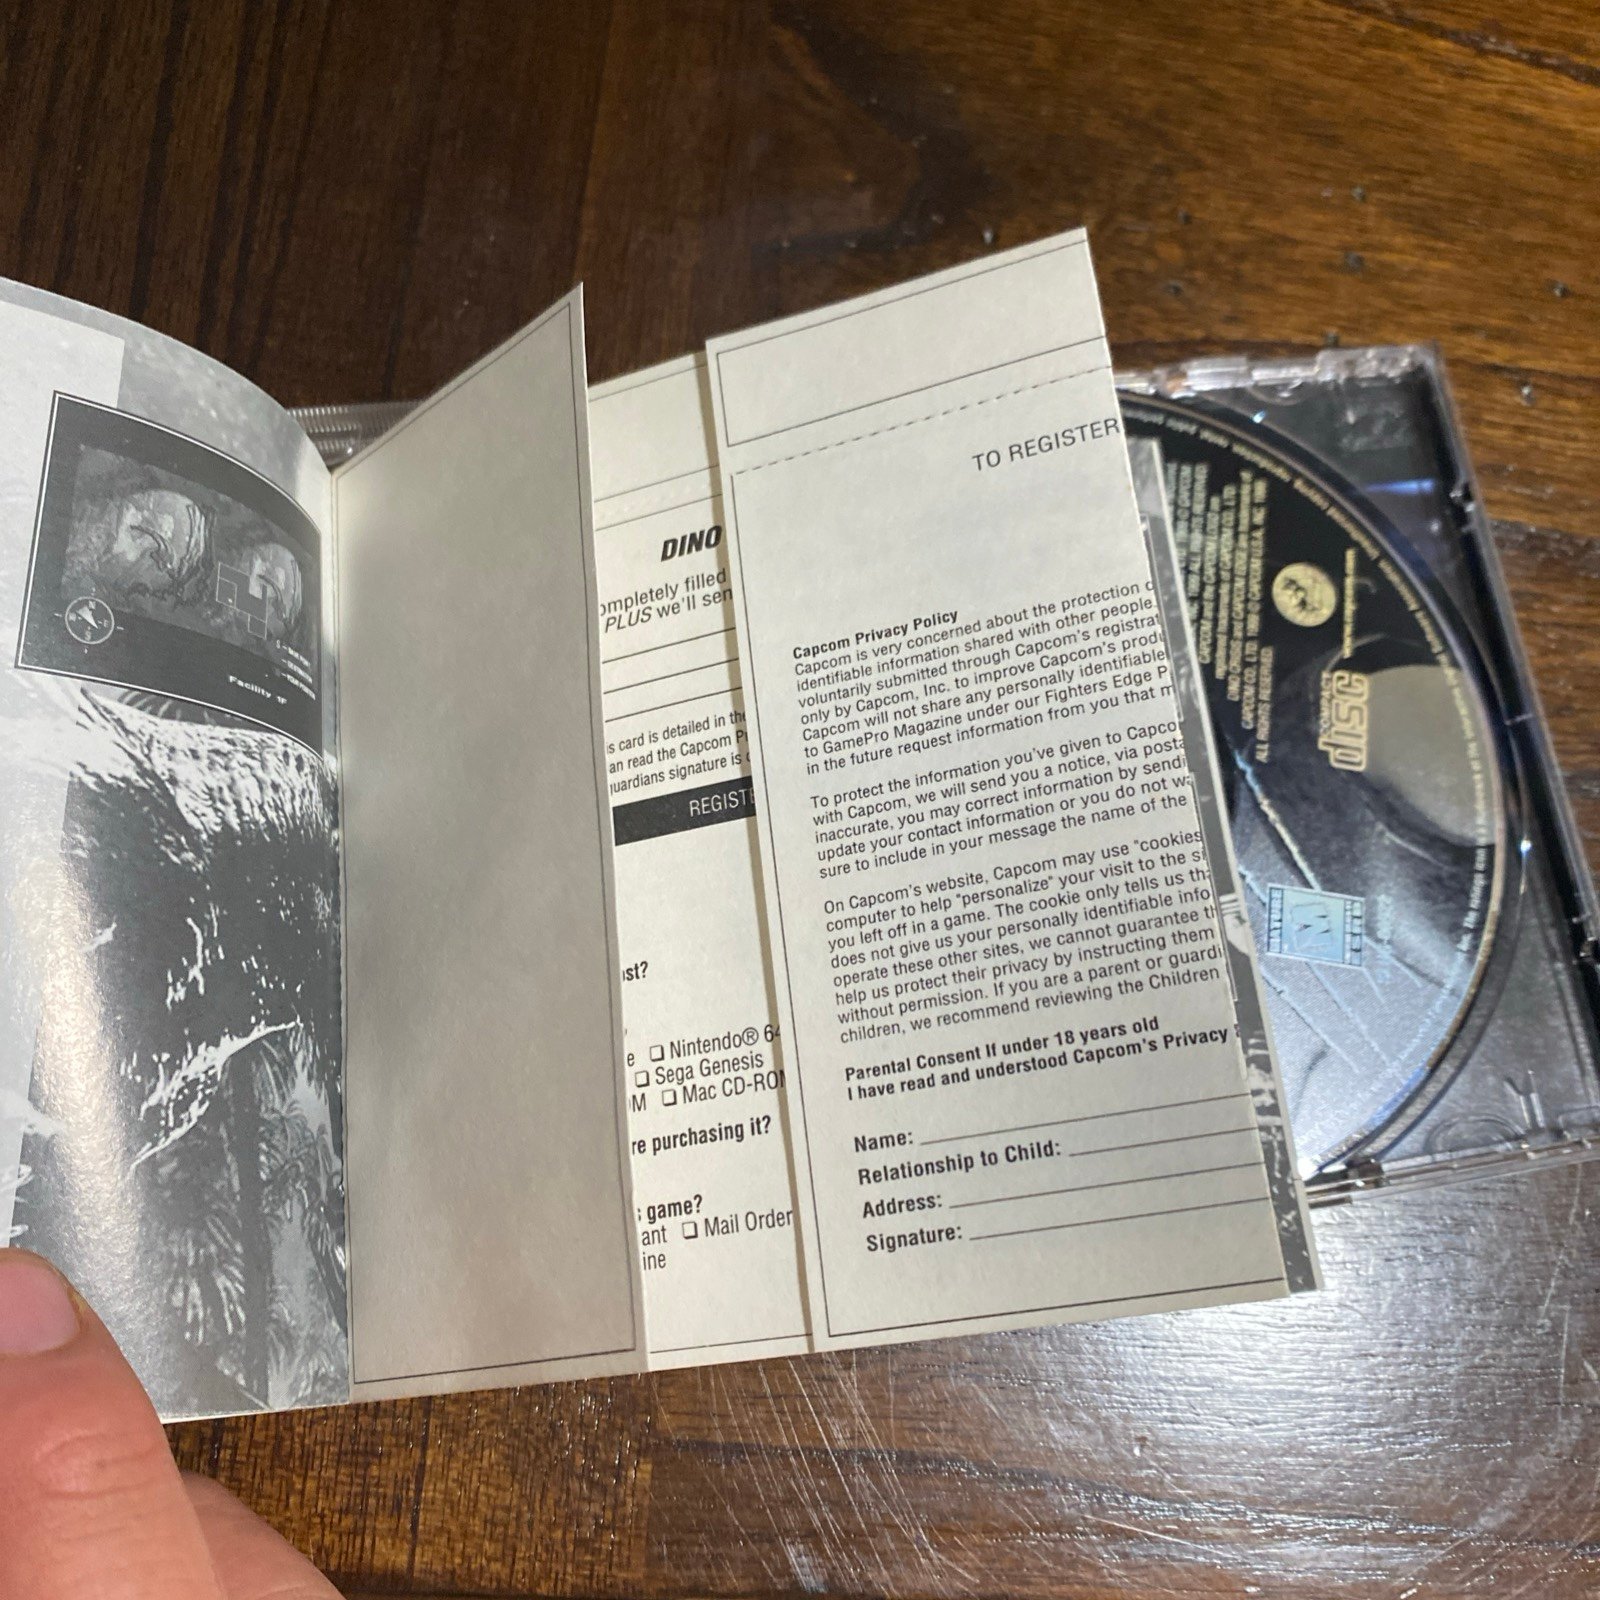 Facility 1F
DINO
ompletely filled
PLUS we'll sen
is card is detailed in the
an read the Capcom P
uardians signature is
REGISTE
st?
e ❏ Nintendo® 64
❏ Sega Genesis
M ❏ Mac CD-ROM
re purchasing it?
s game?
ant ❏ Mail Order
ine
TO REGISTER
Capcom Privacy Policy
Capcom is very concerned about the protection o
identifiable information shared with other people.
voluntarily submitted through Capcom's registrat
only by Capcom, Inc. to improve Capcom's produ
Capcom will not share any personally identifiable
to GamePro Magazine under our Fighters Edge P
in the future request information from you that m
To protect the information you've given to Capco
with Capcom, we will send you a notice, via posta
inaccurate, you may correct information by sendi
update your contact information or you do not wa
sure to include in your message the name of the
On Capcom's website, Capcom may use "cookies
computer to help "personalize" your visit to the si
you left off in a game. The cookie only tells us tha
does not give us your personally identifiable info
operate these other sites, we cannot guarantee th
help us protect their privacy by instructing them
without permission. If you are a parent or guardi
children, we recommend reviewing the Children
Parental Consent If under 18 years old
I have read and understood Capcom's Privacy
Name:
Relationship to Child:
Address:
Signature:
COMPACT
disc
ALL RIGHTS RESERVED.